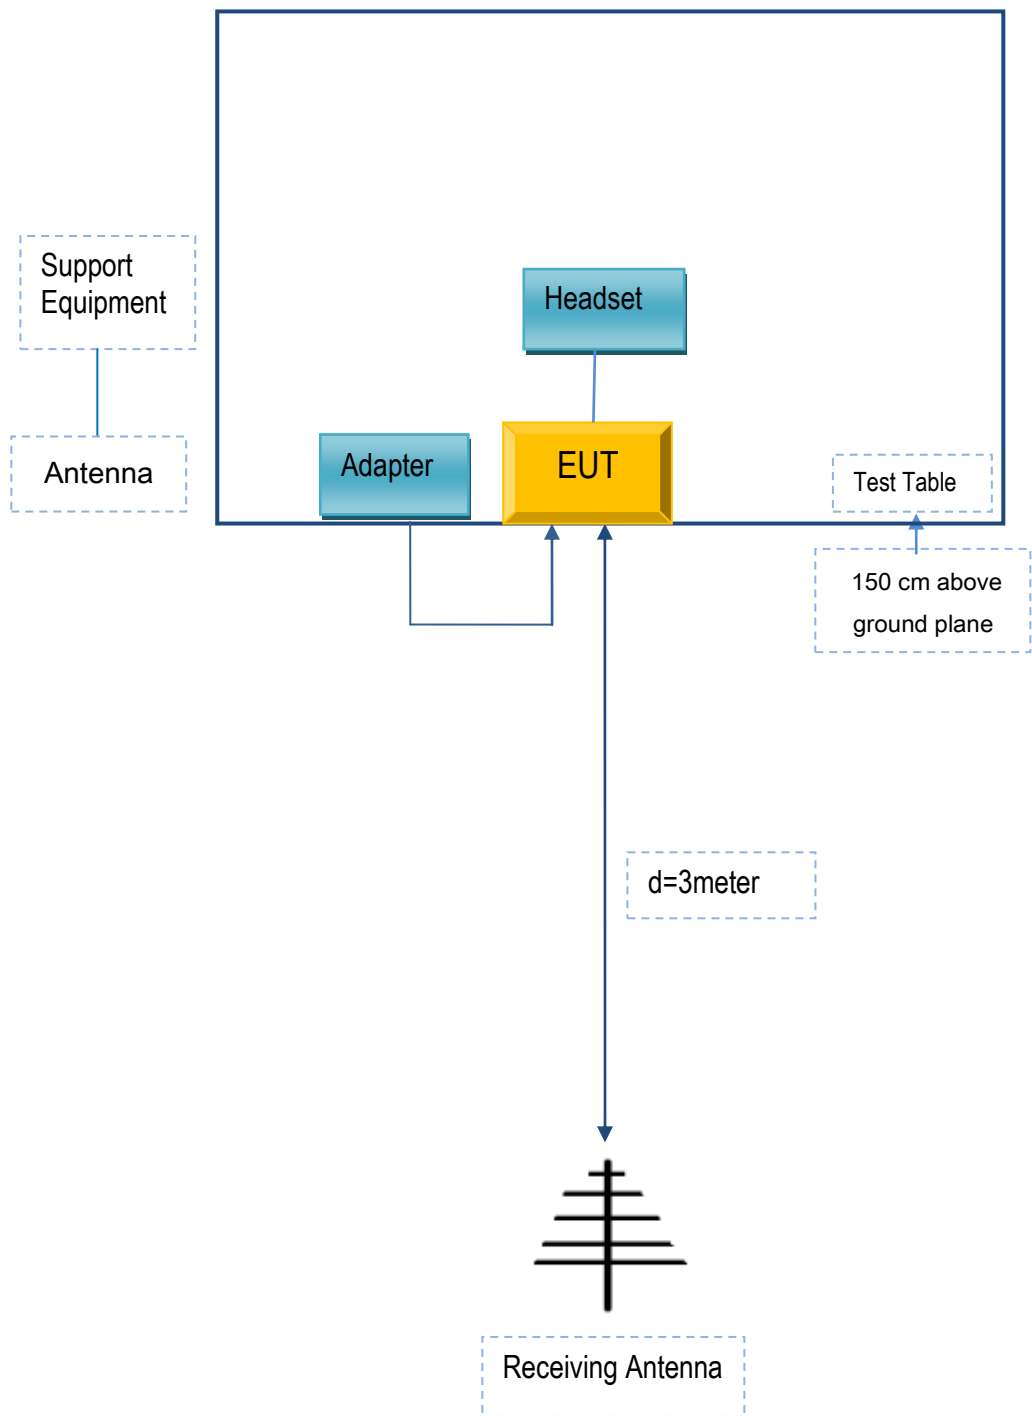 Support
Equipment
Antenna
Headset
Adapter
EUT
Test Table
150 cm above
ground plane
d=3meter
Receiving Antenna